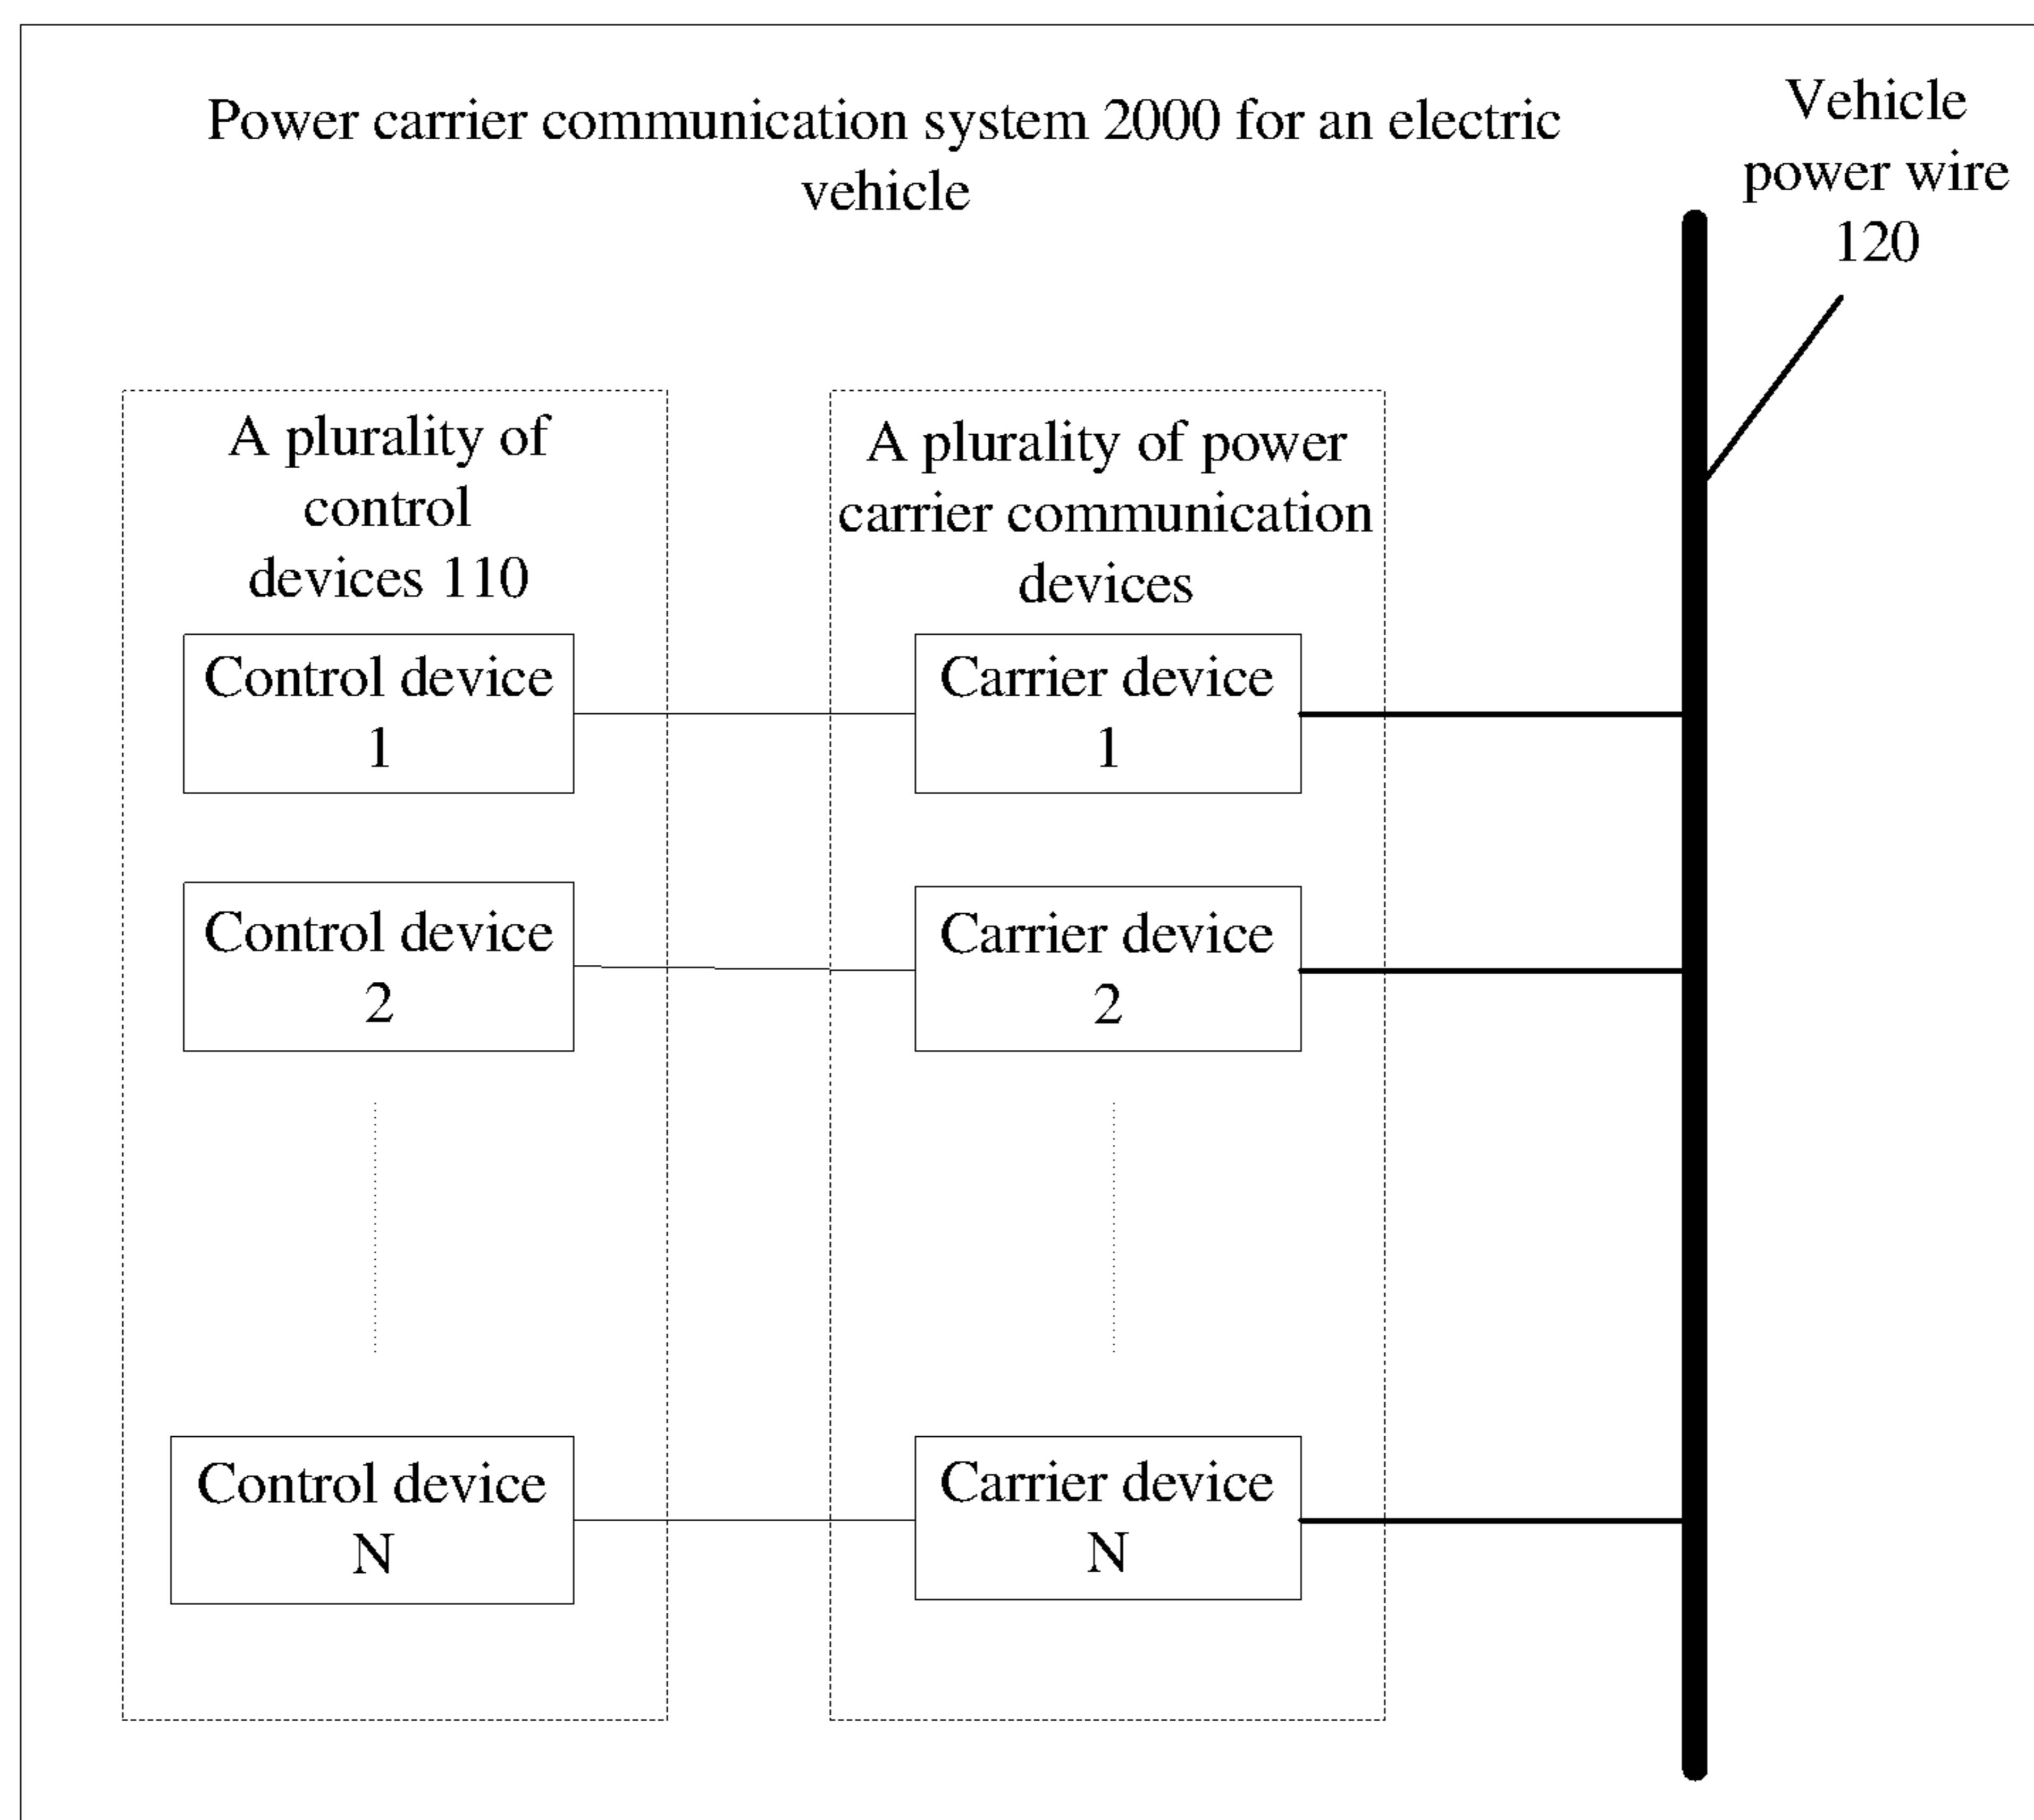 Power carrier communication system 2000 for an electric
vehicle
Vehicle
power wire
120
A plurality of
control
devices 110
A plurality of power
carrier communication
devices
Control device
1
Carrier device
1
Control device
2
Carrier device
2
Control device
N
Carrier device
N